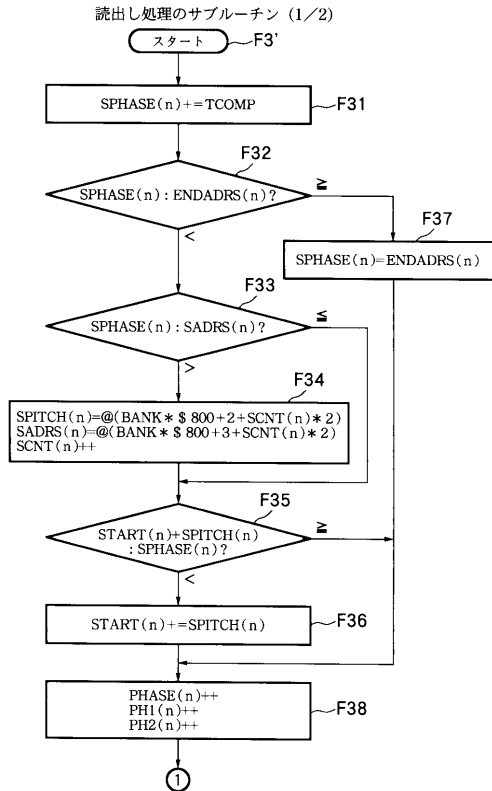 読出し処理のサブルーチン (1/2)
スタート
F3'
SPHASE(n)+=TCOMP
F31
F32
SPHASE(n):ENDADRS(n)?
≧
<
F37
SPHASE(n)=ENDADRS(n)
F33
SPHASE(n):SADRS(n)?
≦
>
F34
SPITCH(n)=@(BANK*$800+2+SCNT(n)*2)
SADRS(n)=@(BANK*$800+3+SCNT(n)*2)
SCNT(n)++
F35
START(n)+SPITCH(n)
:SPHASE(n)?
≧
<
START(n)+=SPITCH(n)
F36
PHASE(n)++
PH1(n)++
PH2(n)++
F38
1